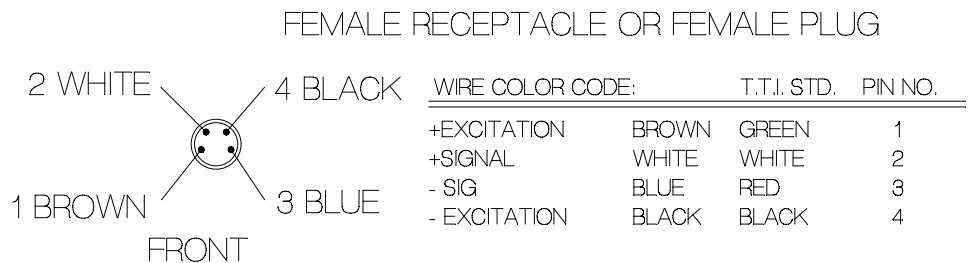 FEMALE RECEPTACLE OR FEMALE PLUG
2 WHITE
4 BLACK
1 BROWN
3 BLUE
FRONT
WIRE COLOR CODE: T.T.I. STD. PIN NO.
+EXCITATION BROWN GREEN 1
+SIGNAL WHITE WHITE 2
- SIG BLUE RED 3
- EXCITATION BLACK BLACK 4